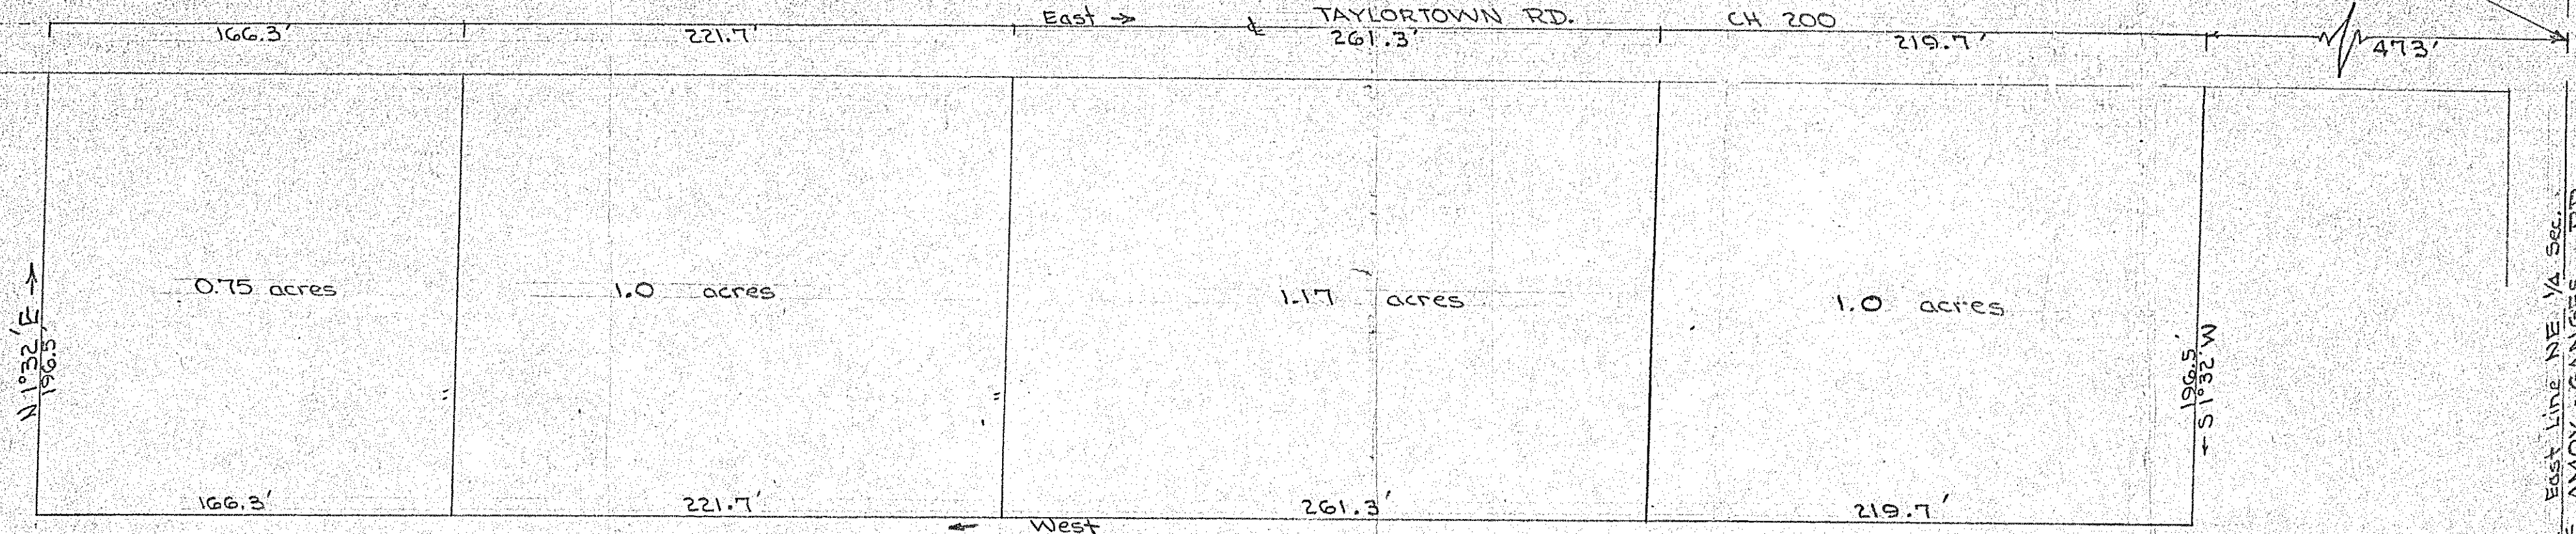 East → ℄ TAYLORTOWN RD. CH 200
166.3' 221.7' 261.3' 219.7' 473'
N 1°32' E →
196.5'
0.75 acres
1.0 acres
1.17 acres
1.0 acres
" "
196.5'
← S 1°32' W
East Line NE 1/4 Sec.
166.3' 221.7' 261.3' 219.7'
← West